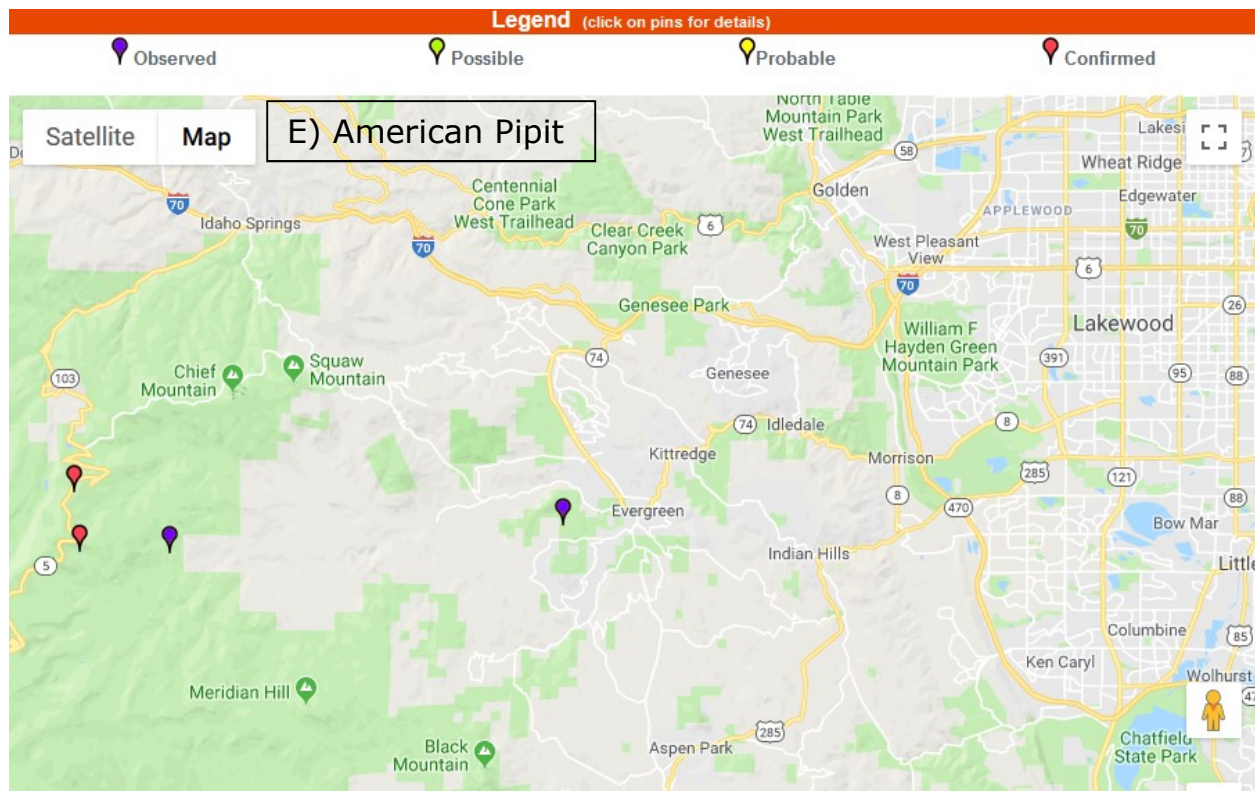 Legend (click on pins for details)
Observed
Possible
Probable
Confirmed
Satellite
Map
E) American Pipit
North Table
Mountain Park
West Trailhead
58
Lakesi
Wheat Ridge
Edgewater
Golden
Centennial
Cone Park
West Trailhead
70
Idaho Springs
70
Clear Creek
Canyon Park
6
APPLEWOOD
70
West Pleasant
View
6
70
Genesee Park
26
William F
Hayden Green
Mountain Park
Lakewood
391
95
88
103
Chief
Mountain
Squaw
Mountain
74
Genesee
74
Idledale
8
Kittredge
Morrison
285
121
88
8
470
Evergreen
Bow Mar
5
Indian Hills
Little
Columbine
85
Ken Caryl
Wolhurst
47
Meridian Hill
285
Black
Mountain
Aspen Park
Chatfield
State Park